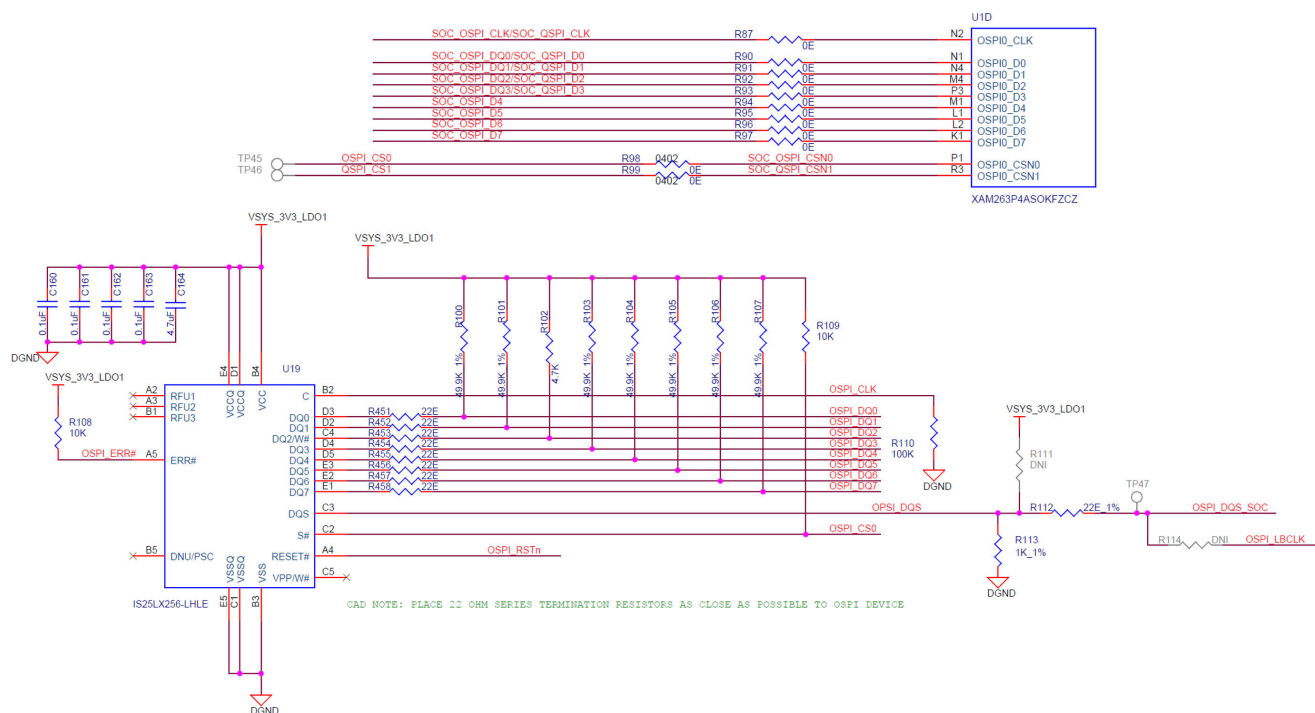 U1D
SOC_OSPI_CLK/SOC_QSPI_CLK R87 0E N2 OSPI0_CLK
SOC_OSPI_DQ0/SOC_QSPI_D0 R90 0E N1 OSPI0_D0
SOC_OSPI_DQ1/SOC_QSPI_D1 R91 0E N4 OSPI0_D1
SOC_OSPI_DQ2/SOC_QSPI_D2 R92 0E M4 OSPI0_D2
SOC_OSPI_DQ3/SOC_QSPI_D3 R93 0E P3 OSPI0_D3
SOC_OSPI_D4 R94 0E M1 OSPI0_D4
SOC_OSPI_D5 R95 0E L1 OSPI0_D5
SOC_OSPI_D6 R96 0E L2 OSPI0_D6
SOC_OSPI_D7 R97 0E K1 OSPI0_D7
TP45 OSPI_CS0 R98 0402 0E SOC_OSPI_CSN0 P1 OSPI0_CSN0
TP46 QSPI_CS1 R99 0402 0E SOC_QSPI_CSN1 R3 OSPI0_CSN1
XAM263P4ASOKFZCZ
VSYS_3V3_LDO1
VSYS_3V3_LDO1
C160 0.1uF
C161 0.1uF
C162 0.1uF
C163 0.1uF
C164 4.7uF
DGND
R100 49.9K 1%
R101 49.9K 1%
R102 4.7K
R103 49.9K 1%
R104 49.9K 1%
R105 49.9K 1%
R106 49.9K 1%
R107 49.9K 1%
R109 10K
VSYS_3V3_LDO1
R108 10K
OSPI_ERR#
U19
E4 D1 B4
VCCQ VCCQ VCC
A2 RFU1
A3 RFU2
B1 RFU3
A5 ERR#
B5 DNU/PSC
C B2 OSPI_CLK
DQ0 D3 R451 22E OSPI_DQ0
DQ1 D2 R452 22E OSPI_DQ1
DQ2/W# C4 R453 22E OSPI_DQ2
DQ3 D4 R454 22E OSPI_DQ3
DQ4 D5 R455 22E OSPI_DQ4
DQ5 E3 R456 22E OSPI_DQ5
DQ6 E2 R457 22E OSPI_DQ6
DQ7 E1 R458 22E OSPI_DQ7
R110 100K
DGND
DQS C3 OPSI_DQS
S# C2 OSPI_CS0
RESET# A4 OSPI_RSTn
VPP/W# C5
VSSQ VSSQ VSS
E5 C1 B3
IS25LX256-LHLE
DGND
VSYS_3V3_LDO1
R111 DNI
R112 22E_1%
TP47
OSPI_DQS_SOC
R113 1K_1%
DGND
R114 DNI OSPI_LBCLK
CAD NOTE: PLACE 22 OHM SERIES TERMINATION RESISTORS AS CLOSE AS POSSIBLE TO OSPI DEVICE